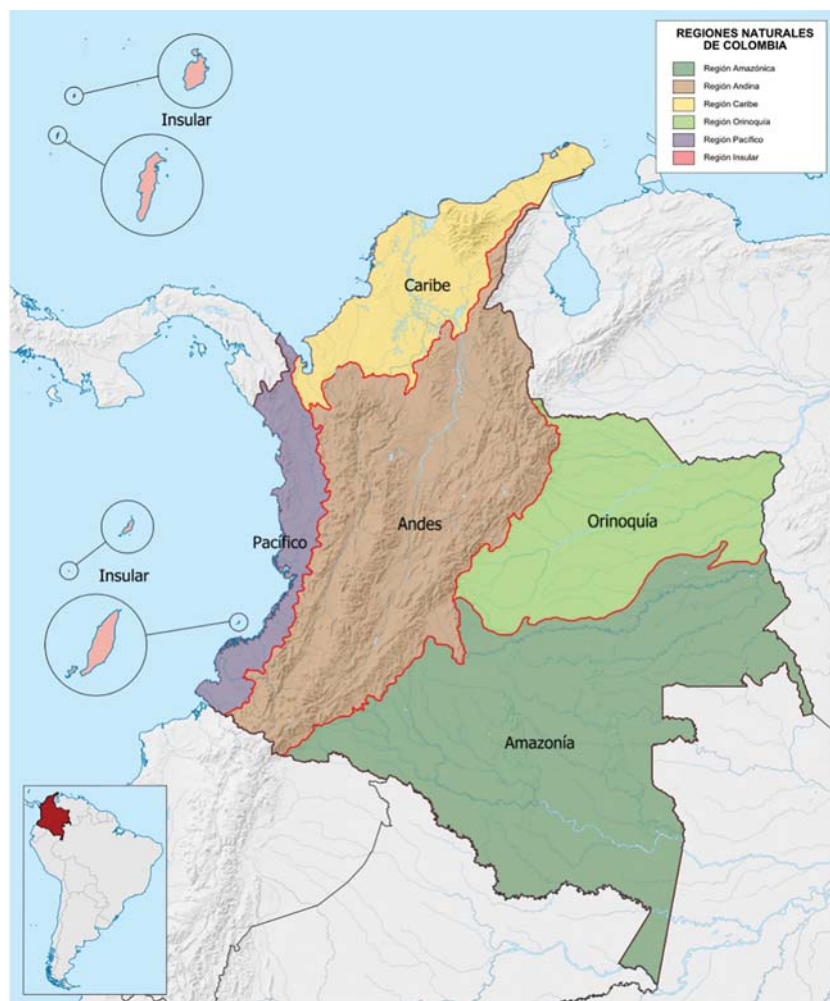 REGIONES NATURALES
DE COLOMBIA
Región Amazónica
Región Andina
Región Caribe
Región Orinoquía
Región Pacífico
Región Insular
Insular
Caribe
Andes
Orinoquía
Pacífico
Insular
Amazonía